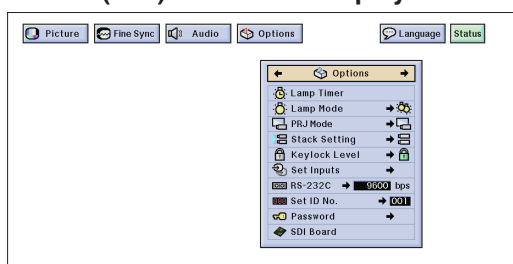 Picture Fine Sync Audio Options Language Status
Options
Lamp Timer
Lamp Mode
PRJ Mode
Stack Setting
Keylock Level
Set Inputs
RS-232C 9600 bps
Set ID No. 001
Password
SDI Board